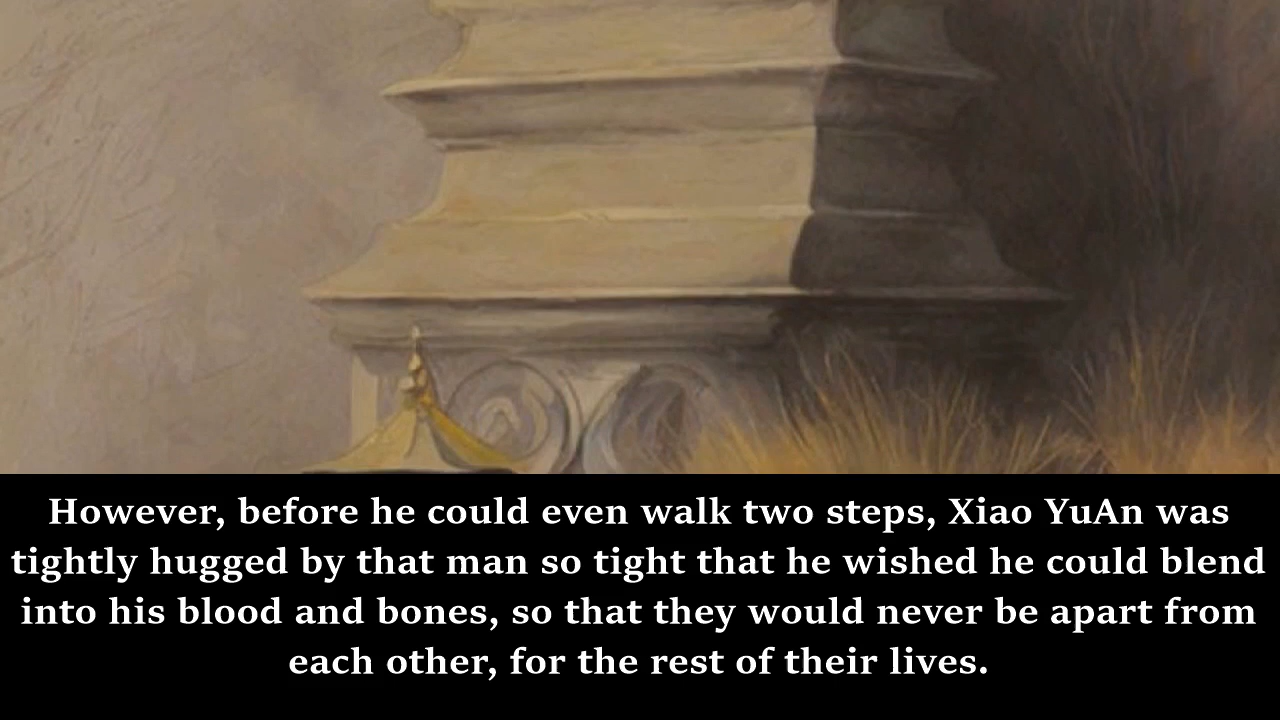 However, before he could even walk two steps, Xiao YuAn was
tightly hugged by that man so tight that he wished he could blend
into his blood and bones, so that they would never be apart from
each other, for the rest of their lives.